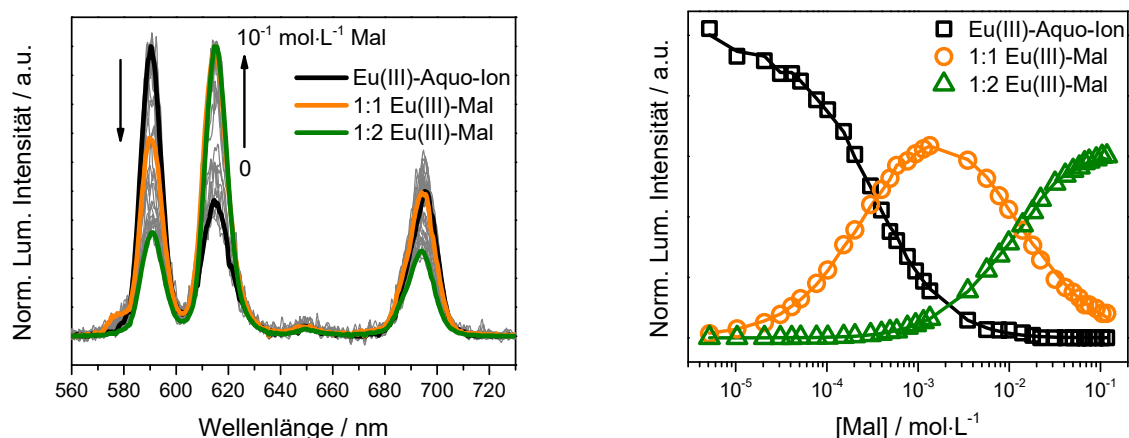 Norm. Lum. Intensität / a.u.
10⁻¹ mol·L⁻¹ Mal
0
Eu(III)-Aquo-Ion
1:1 Eu(III)-Mal
1:2 Eu(III)-Mal
560 580 600 620 640 660 680 700 720
Wellenlänge / nm
Norm. Lum. Intensität / a.u.
Eu(III)-Aquo-Ion
1:1 Eu(III)-Mal
1:2 Eu(III)-Mal
10⁻⁵ 10⁻⁴ 10⁻³ 10⁻² 10⁻¹
[Mal] / mol·L⁻¹